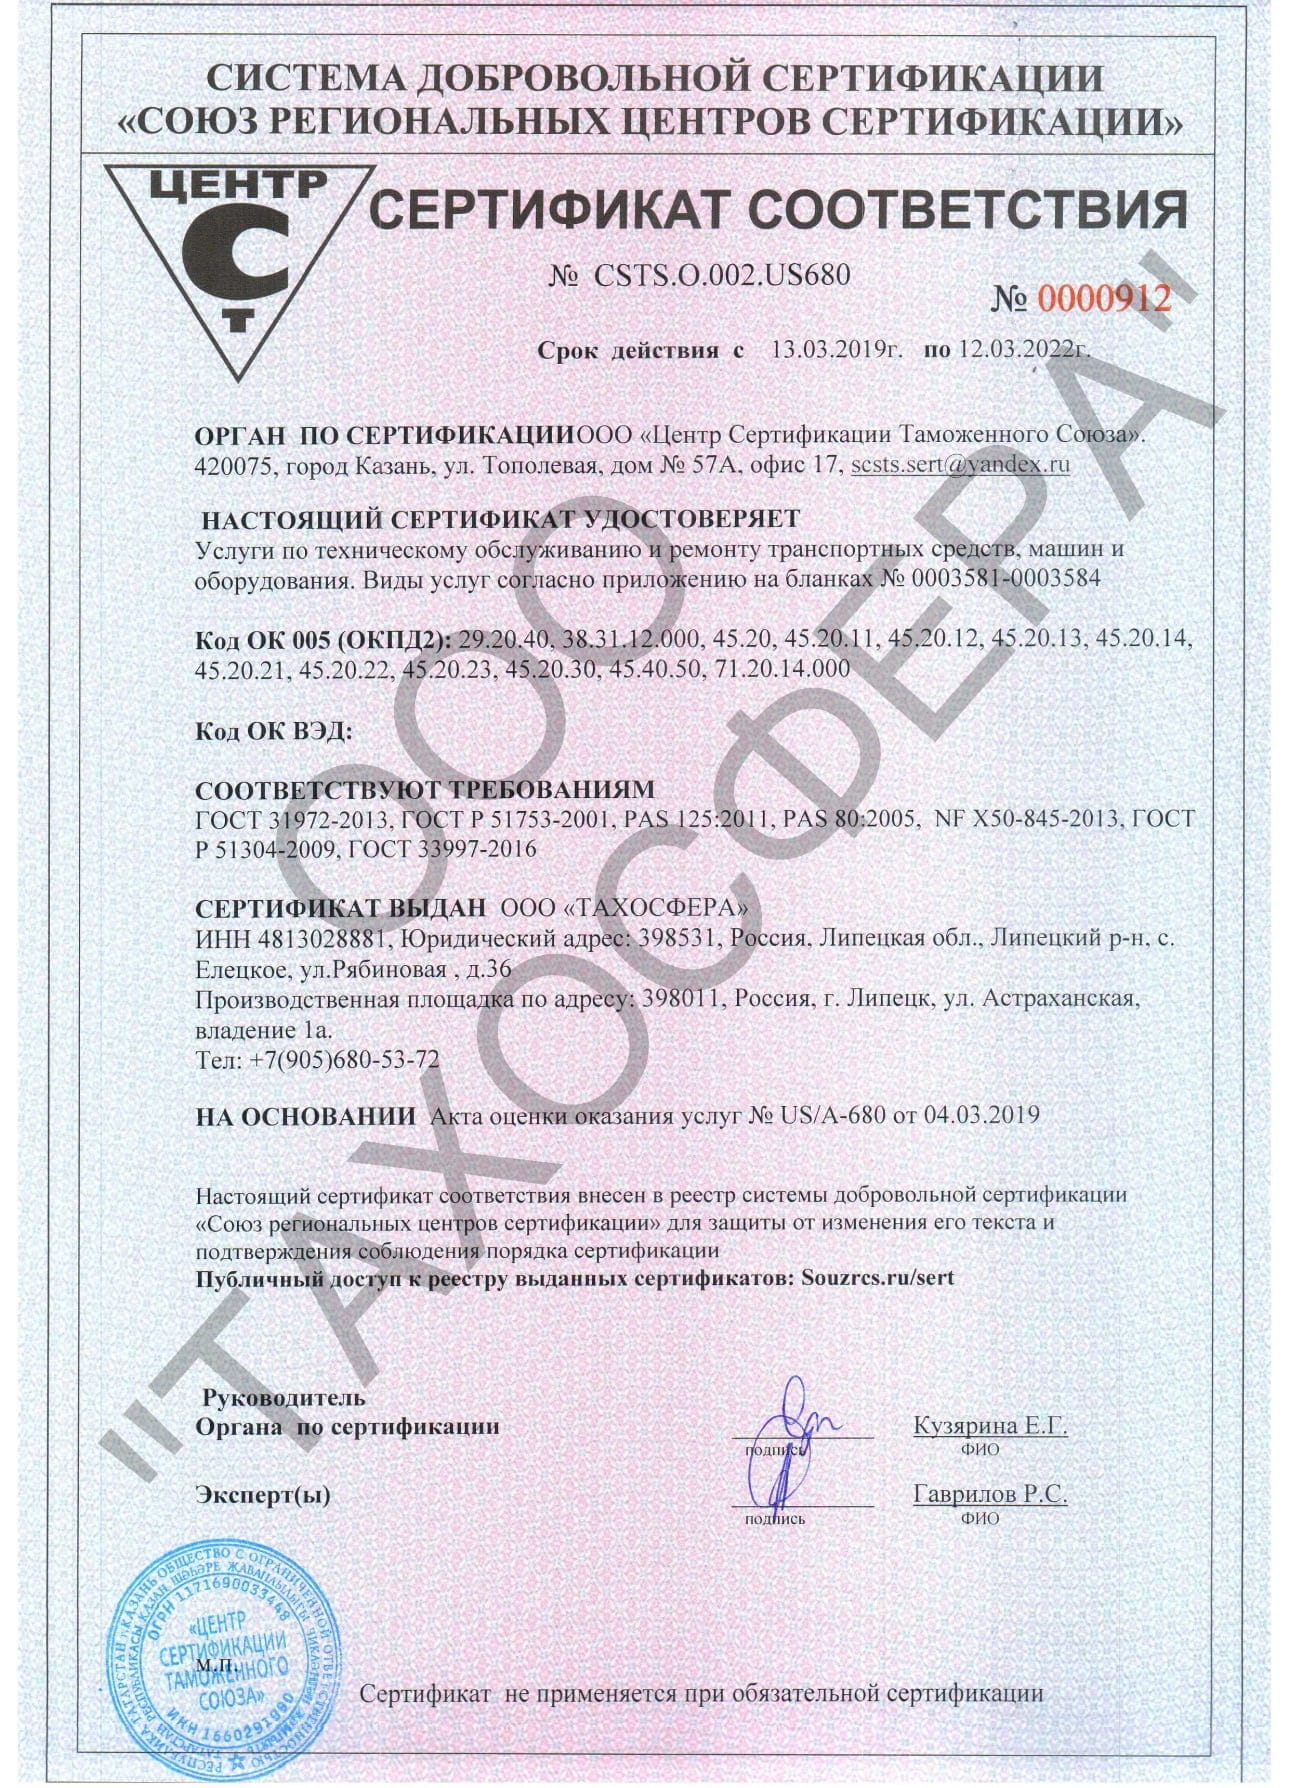 СИСТЕМА ДОБРОВОЛЬНОЙ СЕРТИФИКАЦИИ
«СОЮЗ РЕГИОНАЛЬНЫХ ЦЕНТРОВ СЕРТИФИКАЦИИ»
ЦЕНТР
С
Т
СЕРТИФИКАТ СООТВЕТСТВИЯ
№ CSTS.O.002.US680
№ 0000912
Срок действия с 13.03.2019г. по 12.03.2022г.
ОРГАН ПО СЕРТИФИКАЦИИООО «Центр Сертификации Таможенного Союза».
420075, город Казань, ул. Тополевая, дом № 57А, офис 17, scsts.sert@yandex.ru
НАСТОЯЩИЙ СЕРТИФИКАТ УДОСТОВЕРЯЕТ
Услуги по техническому обслуживанию и ремонту транспортных средств, машин и
оборудования. Виды услуг согласно приложению на бланках № 0003581-0003584
Код ОК 005 (ОКПД2): 29.20.40, 38.31.12.000, 45.20, 45.20.11, 45.20.12, 45.20.13, 45.20.14,
45.20.21, 45.20.22, 45.20.23, 45.20.30, 45.40.50, 71.20.14.000
Код ОК ВЭД:
СООТВЕТСТВУЮТ ТРЕБОВАНИЯМ
ГОСТ 31972-2013, ГОСТ Р 51753-2001, PAS 125:2011, PAS 80:2005, NF X50-845-2013, ГОСТ
Р 51304-2009, ГОСТ 33997-2016
СЕРТИФИКАТ ВЫДАН ООО «ТАХОСФЕРА»
ИНН 4813028881, Юридический адрес: 398531, Россия, Липецкая обл., Липецкий р-н, с.
Елецкое, ул.Рябиновая , д.36
Производственная площадка по адресу: 398011, Россия, г. Липецк, ул. Астраханская,
владение 1а.
Тел: +7(905)680-53-72
НА ОСНОВАНИИ Акта оценки оказания услуг № US/A-680 от 04.03.2019
Настоящий сертификат соответствия внесен в реестр системы добровольной сертификации
«Союз региональных центров сертификации» для защиты от изменения его текста и
подтверждения соблюдения порядка сертификации
Публичный доступ к реестру выданных сертификатов: Souzrcs.ru/sert
Руководитель
Органа по сертификации
подпись
Кузярина Е.Г.
ФИО
Эксперт(ы)
подпись
Гаврилов Р.С.
ФИО
М.П.
Сертификат не применяется при обязательной сертификации
ООО
"ТАХОСФЕРА"
РЕСПУБЛИКА ТАТАРСТАН Г.КАЗАНЬ ОБЩЕСТВО С ОГРАНИЧЕННОЙ ОТВЕТСТВЕННОСТЬЮ
ОГРН 1171690033448
«ЦЕНТР
СЕРТИФИКАЦИИ
ТАМОЖЕННОГО
СОЮЗА»